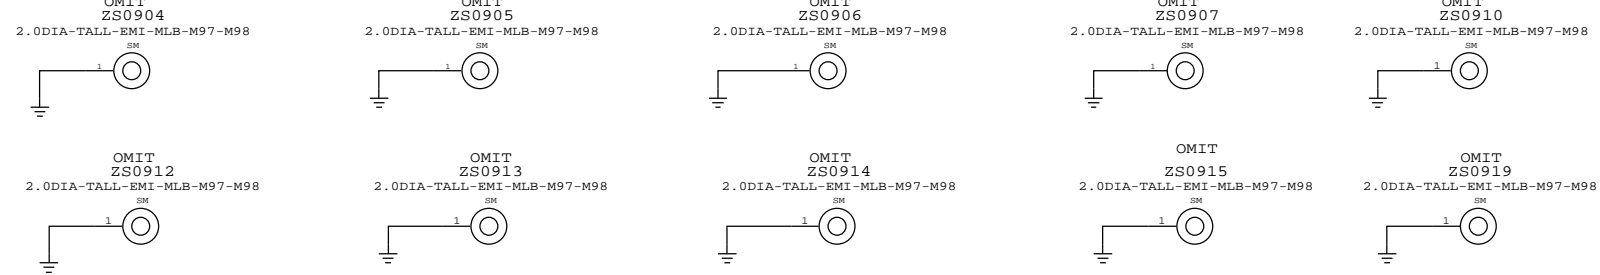 OMIT OMIT OMIT OMIT OMIT
ZS0904 ZS0905 ZS0906 ZS0907 ZS0910
2.0DIA-TALL-EMI-MLB-M97-M98 2.0DIA-TALL-EMI-MLB-M97-M98 2.0DIA-TALL-EMI-MLB-M97-M98 2.0DIA-TALL-EMI-MLB-M97-M98 2.0DIA-TALL-EMI-MLB-M97-M98
SM SM SM SM SM
1 1 1 1 1
OMIT OMIT OMIT OMIT OMIT
ZS0912 ZS0913 ZS0914 ZS0915 ZS0919
2.0DIA-TALL-EMI-MLB-M97-M98 2.0DIA-TALL-EMI-MLB-M97-M98 2.0DIA-TALL-EMI-MLB-M97-M98 2.0DIA-TALL-EMI-MLB-M97-M98 2.0DIA-TALL-EMI-MLB-M97-M98
SM SM SM SM SM
1 1 1 1 1